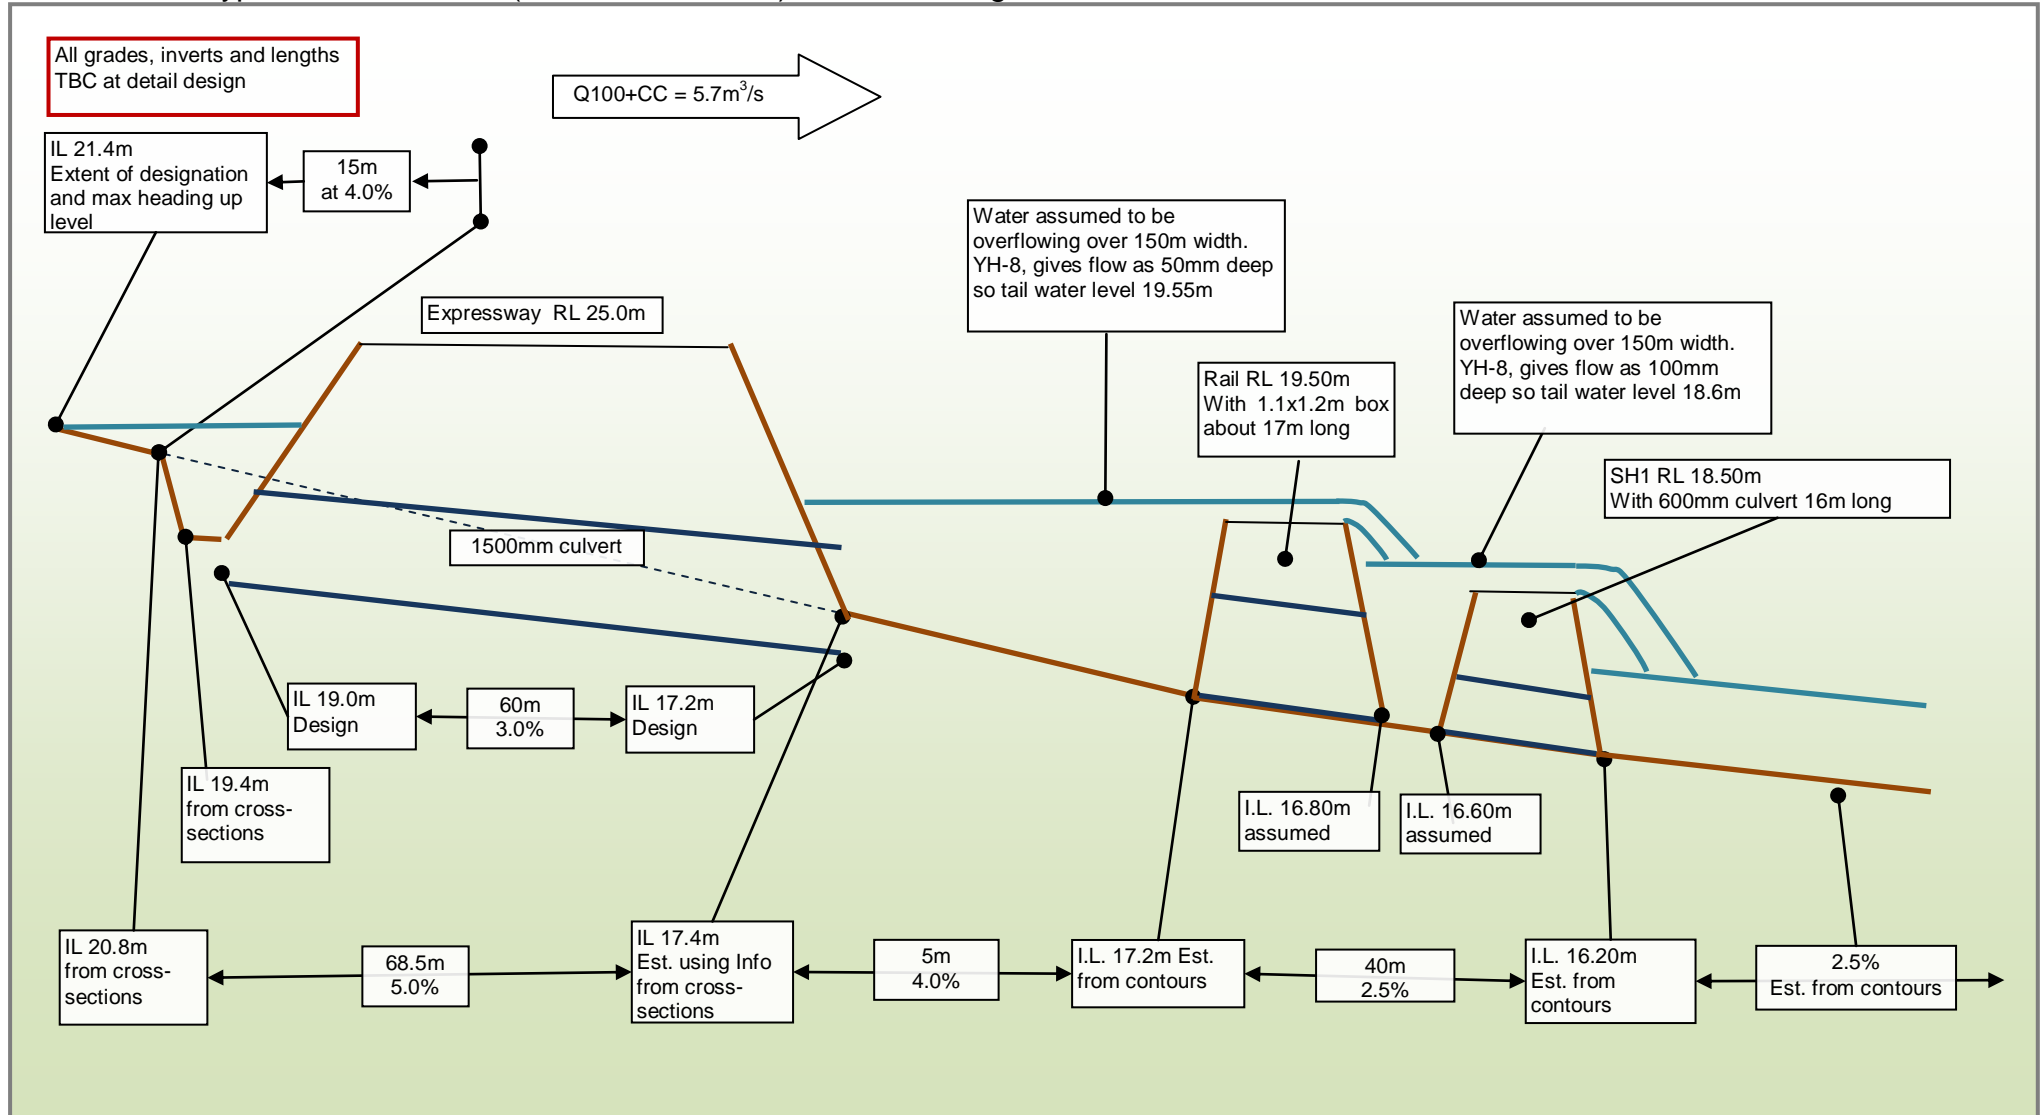 All grades, inverts and lengths
TBC at detail design
Q100+CC = 5.7m³/s
IL 21.4m
Extent of designation
and max heading up
level
15m
at 4.0%
Expressway RL 25.0m
Water assumed to be
overflowing over 150m width.
YH-8, gives flow as 50mm deep
so tail water level 19.55m
Water assumed to be
overflowing over 150m width.
YH-8, gives flow as 100mm
deep so tail water level 18.6m
Rail RL 19.50m
With 1.1x1.2m box
about 17m long
SH1 RL 18.50m
With 600mm culvert 16m long
1500mm culvert
IL 19.0m
Design
60m
3.0%
IL 17.2m
Design
IL 19.4m
from cross-
sections
I.L. 16.80m
assumed
I.L. 16.60m
assumed
IL 20.8m
from cross-
sections
68.5m
5.0%
IL 17.4m
Est. using Info
from cross-
sections
5m
4.0%
I.L. 17.2m Est.
from contours
40m
2.5%
I.L. 16.20m
Est. from
contours
2.5%
Est. from contours